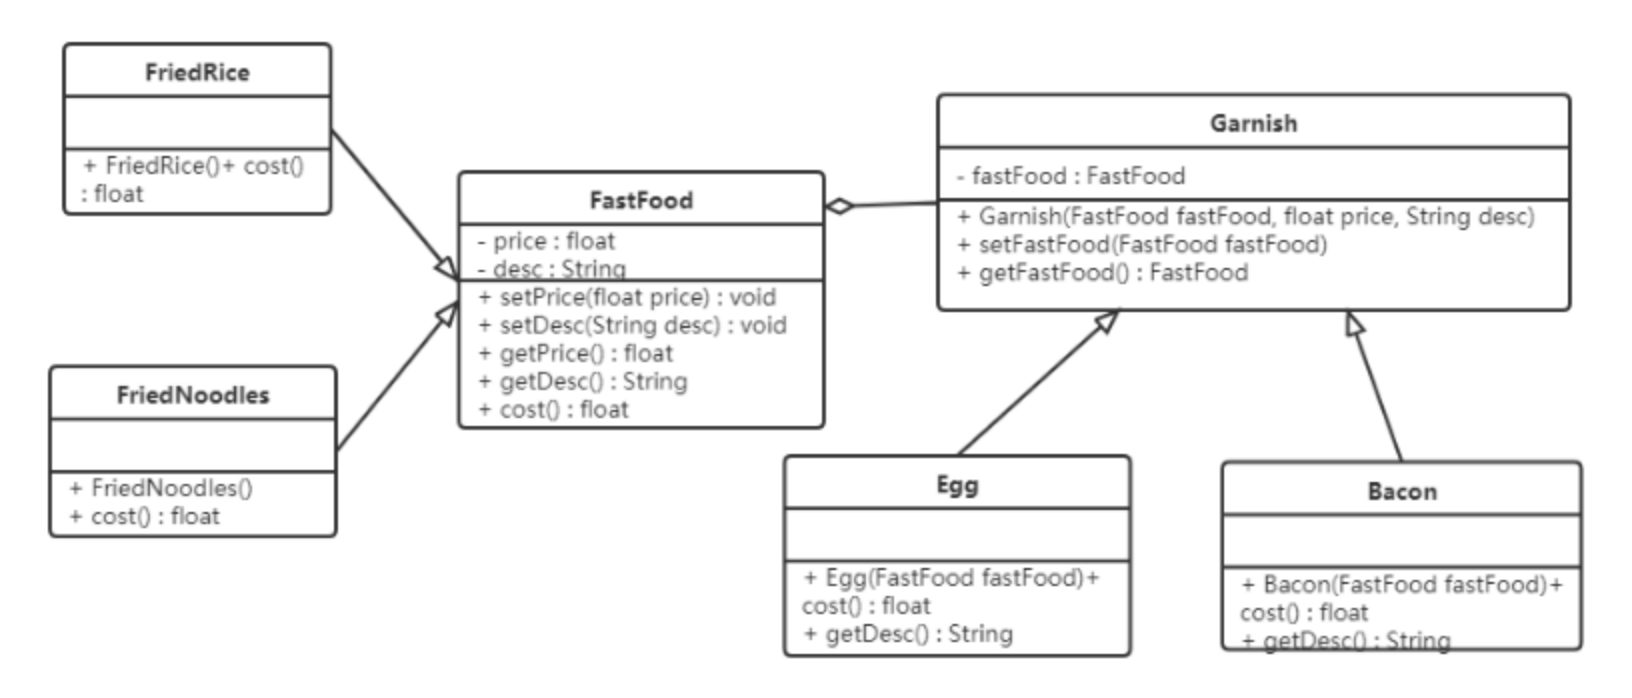 FriedRice
+ FriedRice()+ cost()
: float
FriedNoodles
+ FriedNoodles()
+ cost() : float
FastFood
- price : float
- desc : String
+ setPrice(float price) : void
+ setDesc(String desc) : void
+ getPrice() : float
+ getDesc() : String
+ cost() : float
Garnish
- fastFood : FastFood
+ Garnish(FastFood fastFood, float price, String desc)
+ setFastFood(FastFood fastFood)
+ getFastFood() : FastFood
Egg
+ Egg(FastFood fastFood)+
cost() : float
+ getDesc() : String
Bacon
+ Bacon(FastFood fastFood)+
cost() : float
+ getDesc() : String